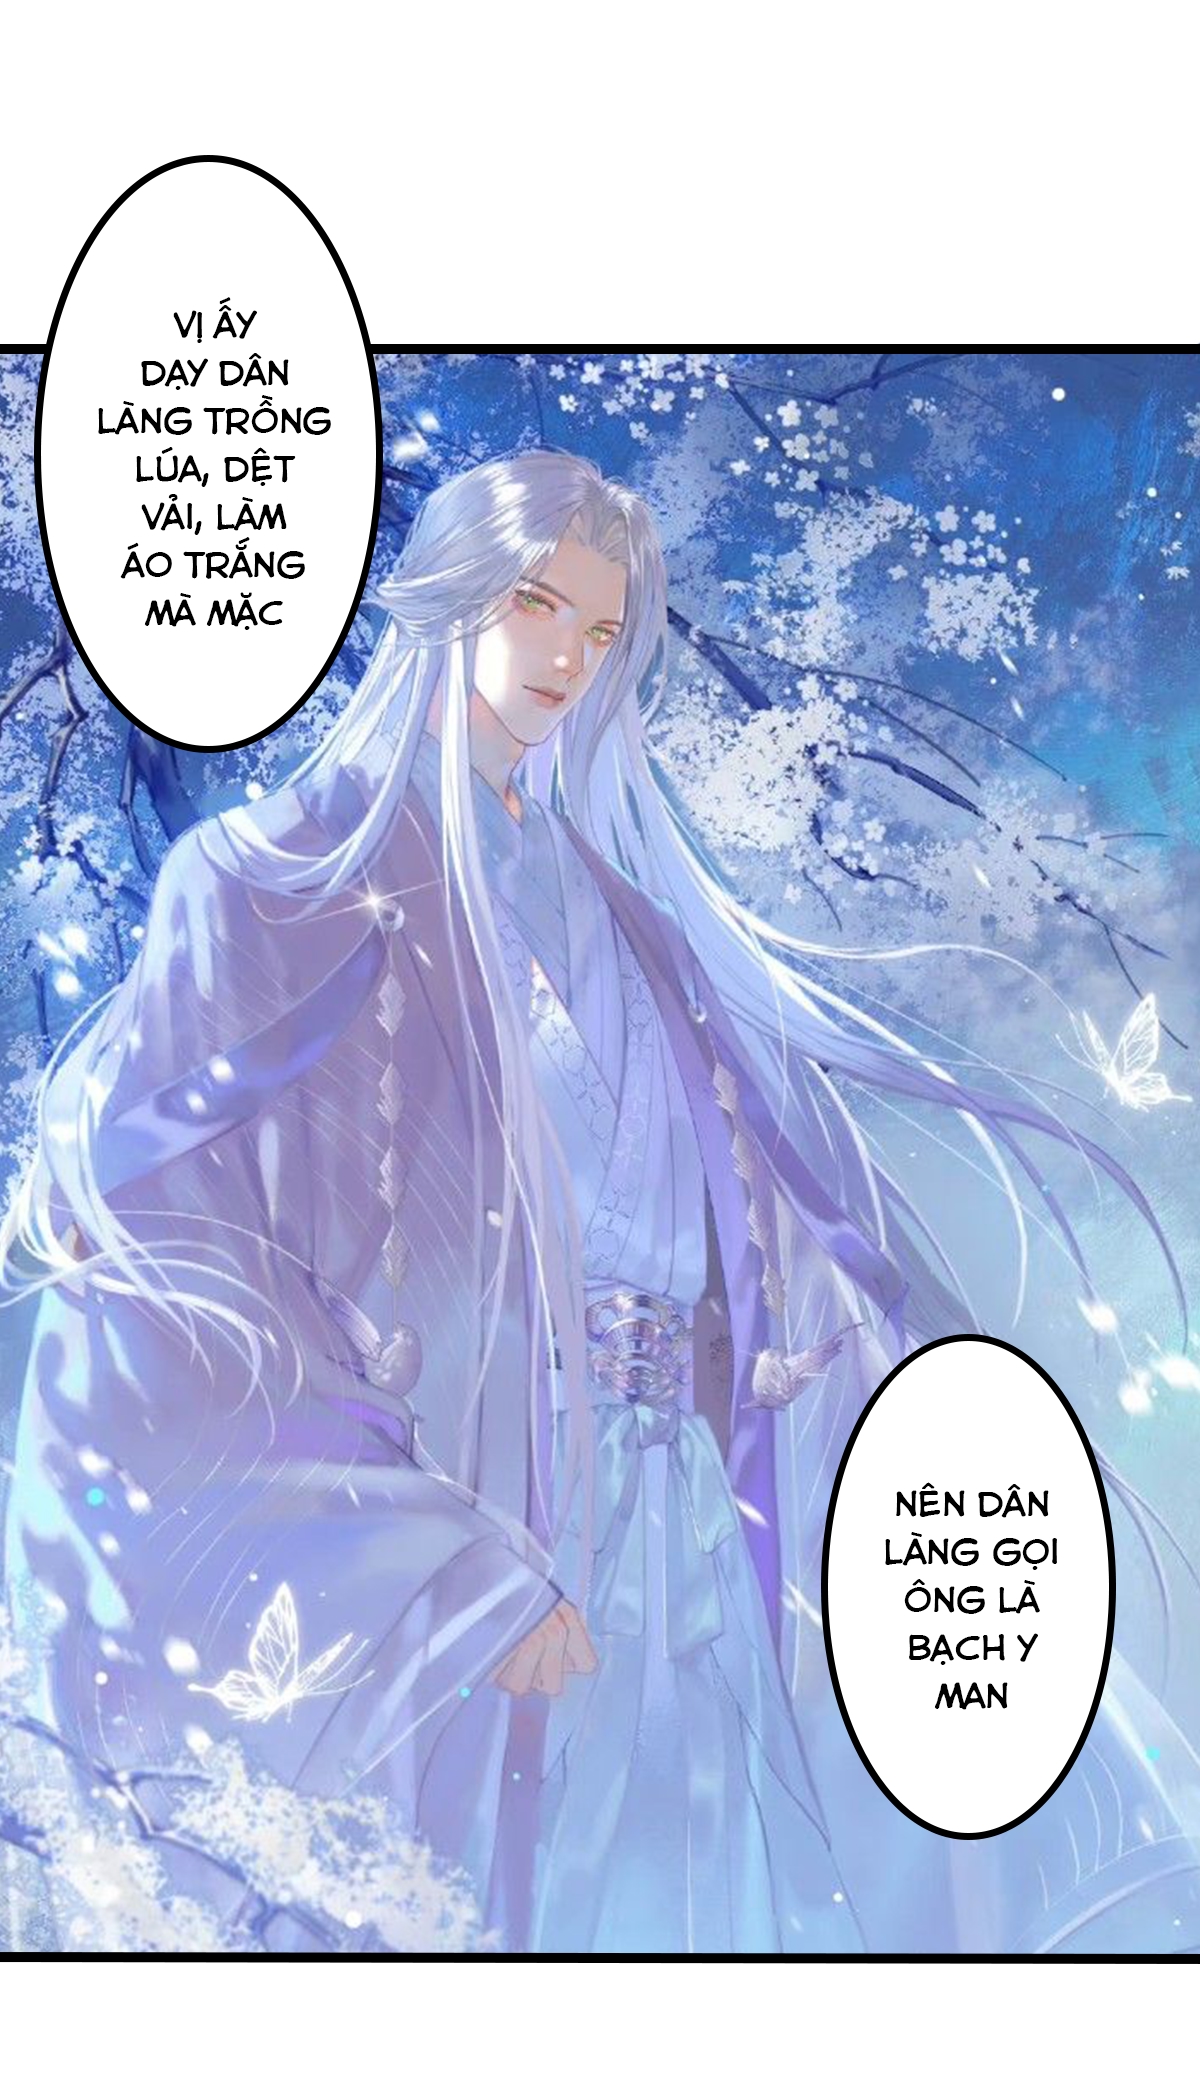 VỊ ẤY
DẠY DÂN
LÀNG TRỒNG
LÚA, DỆT
VẢI, LÀM
ÁO TRẮNG
MÀ MẶC
NÊN DÂN
LÀNG GỌI
ÔNG LÀ
BẠCH Y
MAN